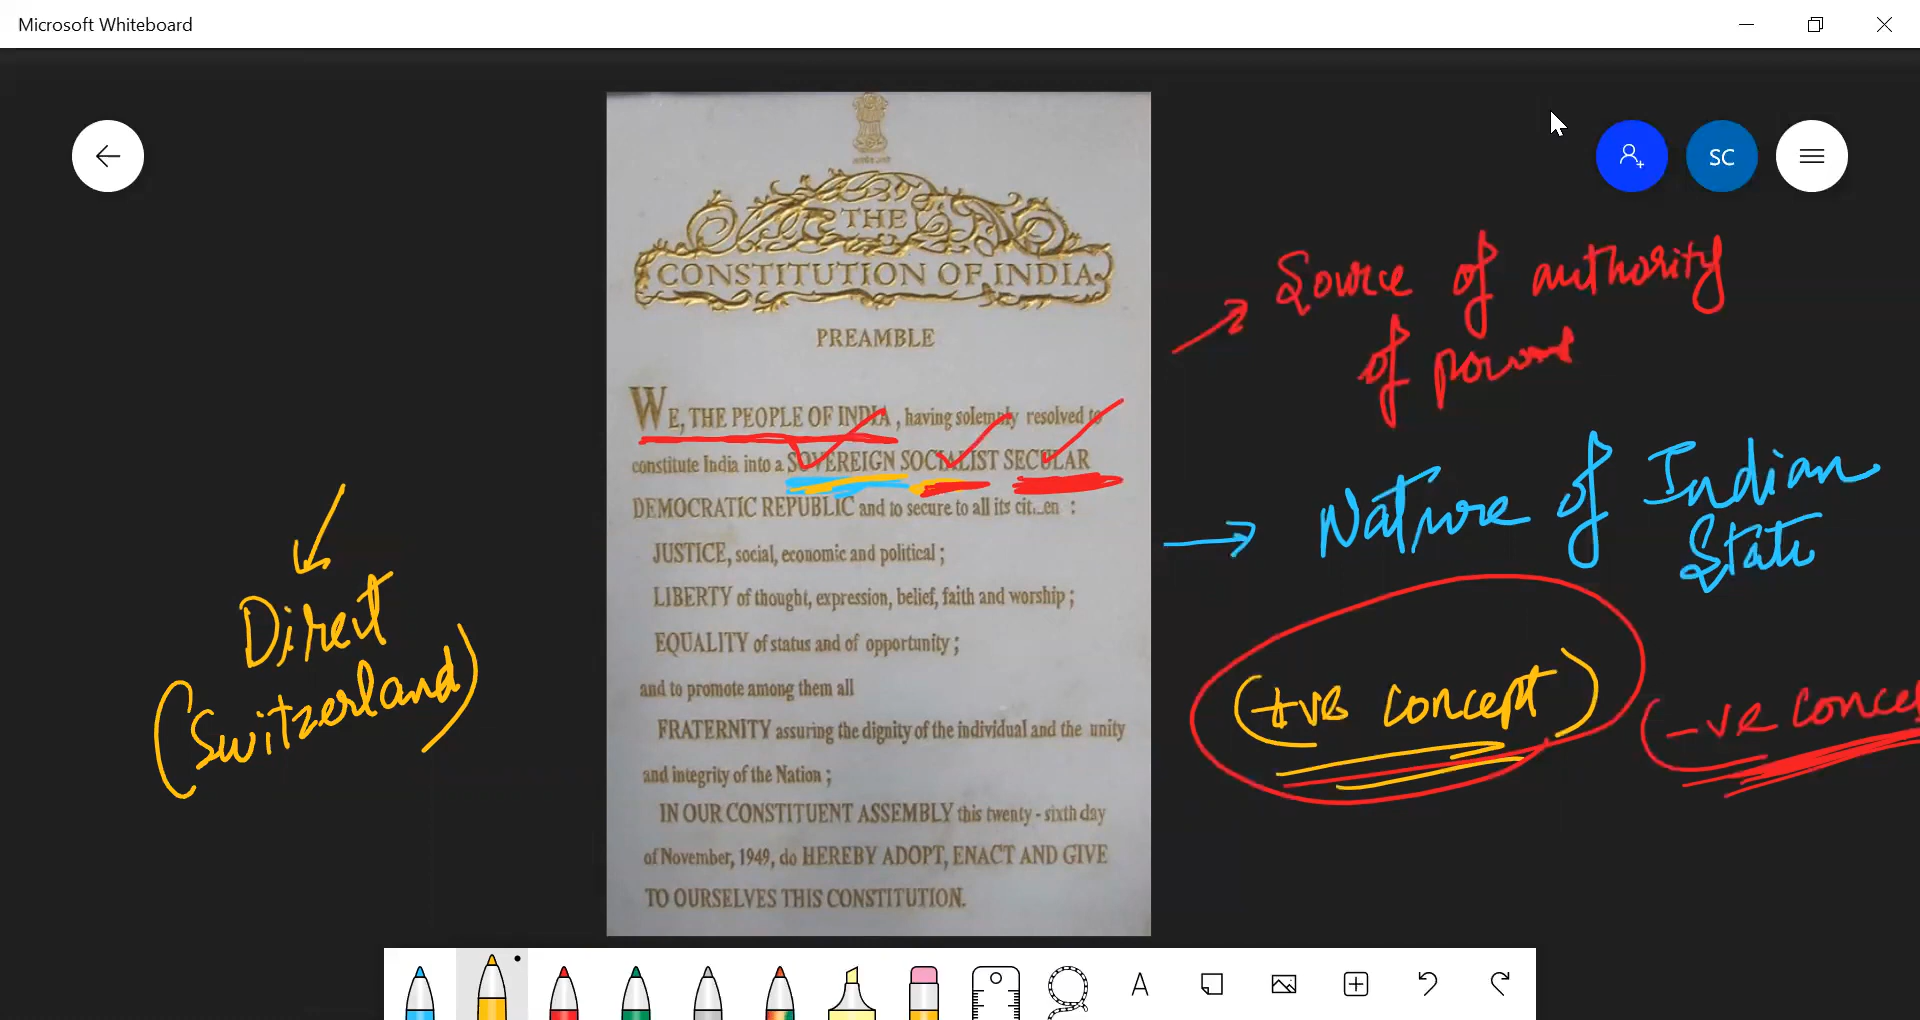 Microsoft Whiteboard
SC
THE
CONSTITUTION OF INDIA
PREAMBLE
WE, THE PEOPLE OF INDIA , having solemnly resolved to
constitute India into a SOVEREIGN SOCIALIST SECULAR
DEMOCRATIC REPUBLIC and to secure to all its citizen :
JUSTICE, social, economic and political ;
LIBERTY of thought, expression, belief, faith and worship ;
EQUALITY of status and of opportunity ;
and to promote among them all
FRATERNITY assuring the dignity of the individual and the unity
and integrity of the Nation ;
IN OUR CONSTITUENT ASSEMBLY this twenty - sixth day
of November, 1949, do HEREBY ADOPT, ENACT AND GIVE
TO OURSELVES THIS CONSTITUTION.
Source of authority
of power
Nature of Indian
State
(+ve concept)
(-ve conce
Direct
(Switzerland)
A